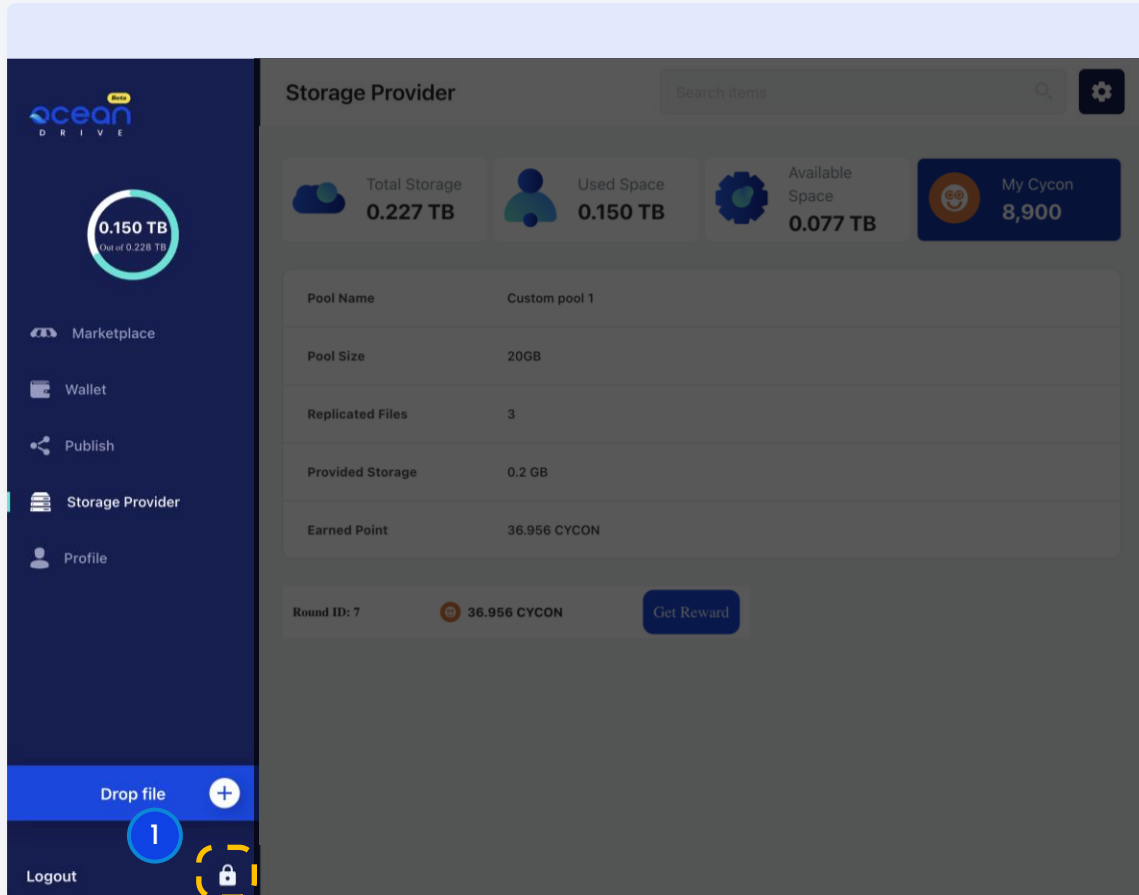 Beta
ocean
DRIVE
0.150 TB
Out of 0.228 TB
Marketplace
Wallet
Publish
Storage Provider
Profile
Drop file
1
Logout
Storage Provider
Search items
Total Storage
0.227 TB
Used Space
0.150 TB
Available
Space
0.077 TB
My Cycon
8,900
Pool Name Custom pool 1
Pool Size 20GB
Replicated Files 3
Provided Storage 0.2 GB
Earned Point 36.956 CYCON
Round ID: 7 36.956 CYCON Get Reward